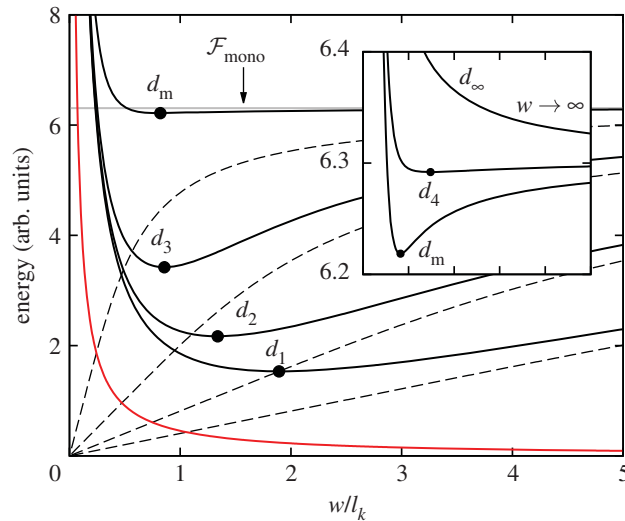 8
6
4
2
0
0
1
2
3
4
5
energy (arb. units)
w/l_k
ℱ_mono
d_m
d_3
d_2
d_1
6.4
6.3
6.2
d_∞
w → ∞
d_4
d_m